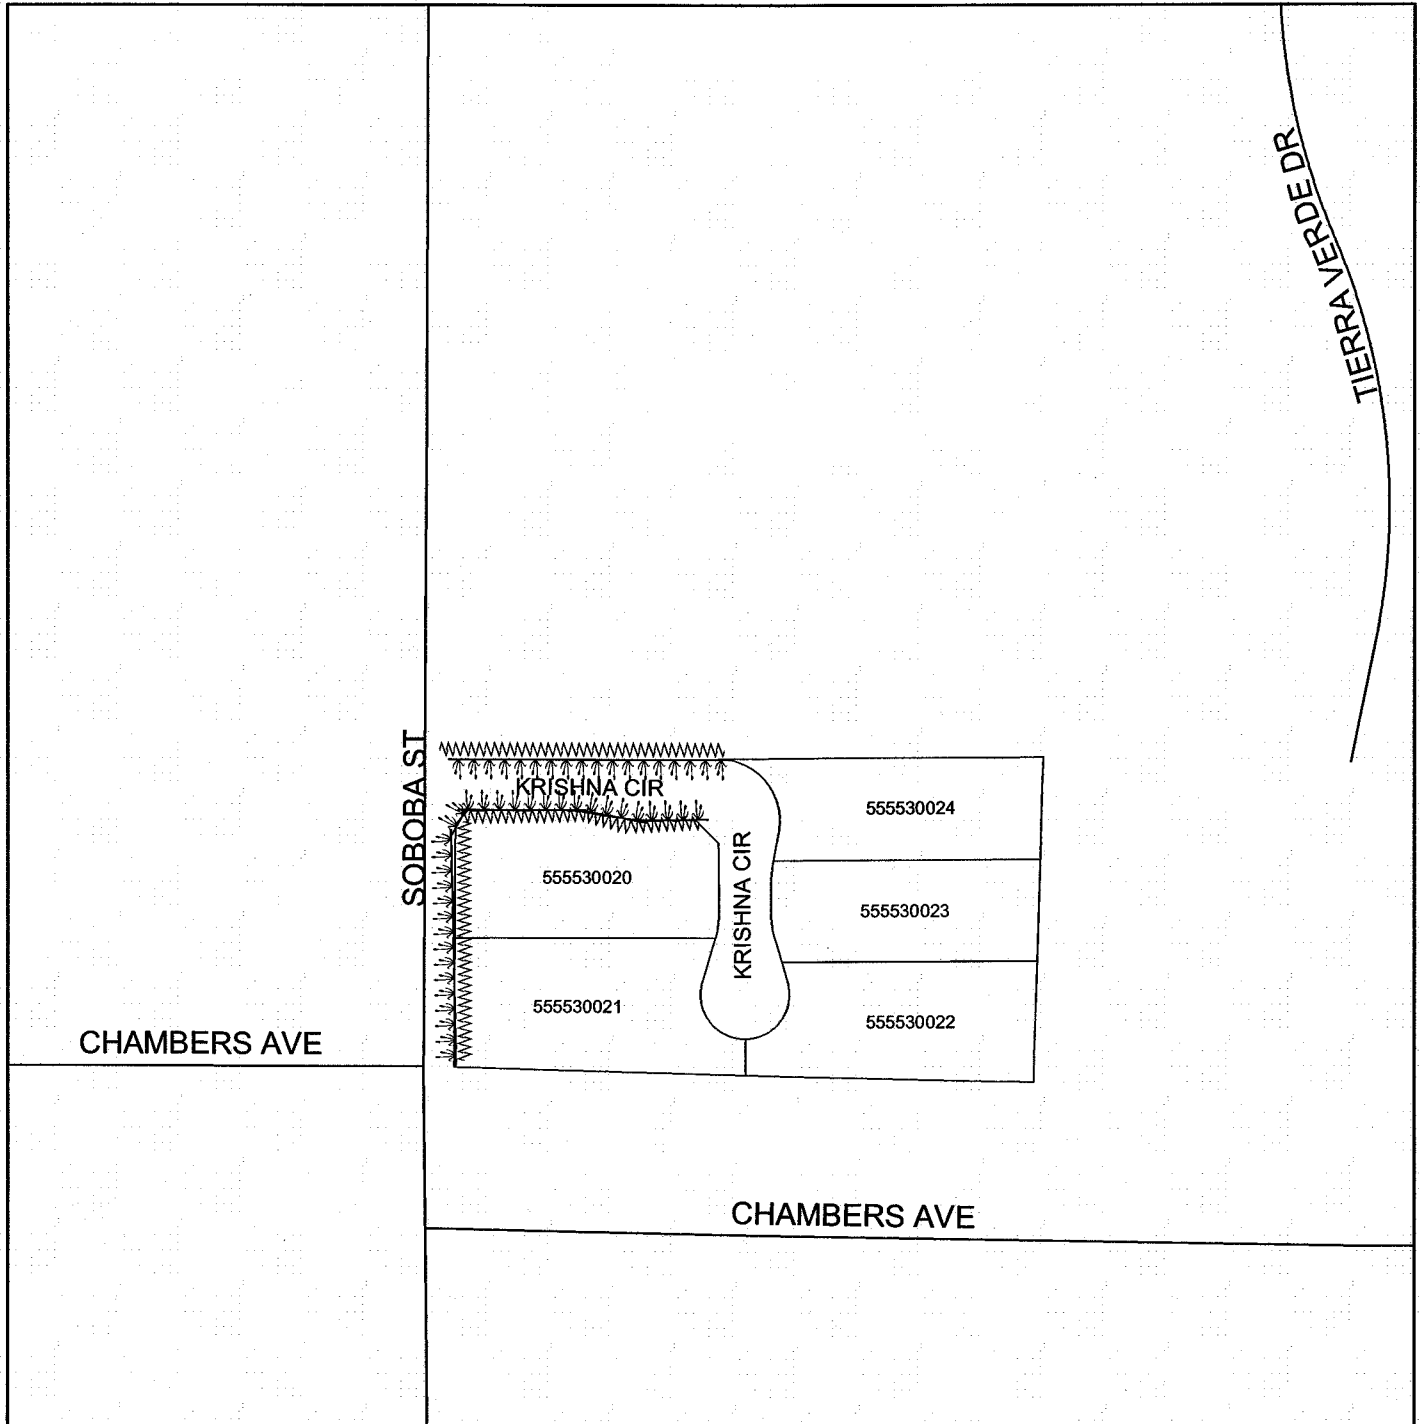 TIERRA VERDE DR
SOBOBA ST
KRISHNA CIR
555530024
KRISHNA CIR
555530020
555530023
555530021
555530022
CHAMBERS AVE
CHAMBERS AVE